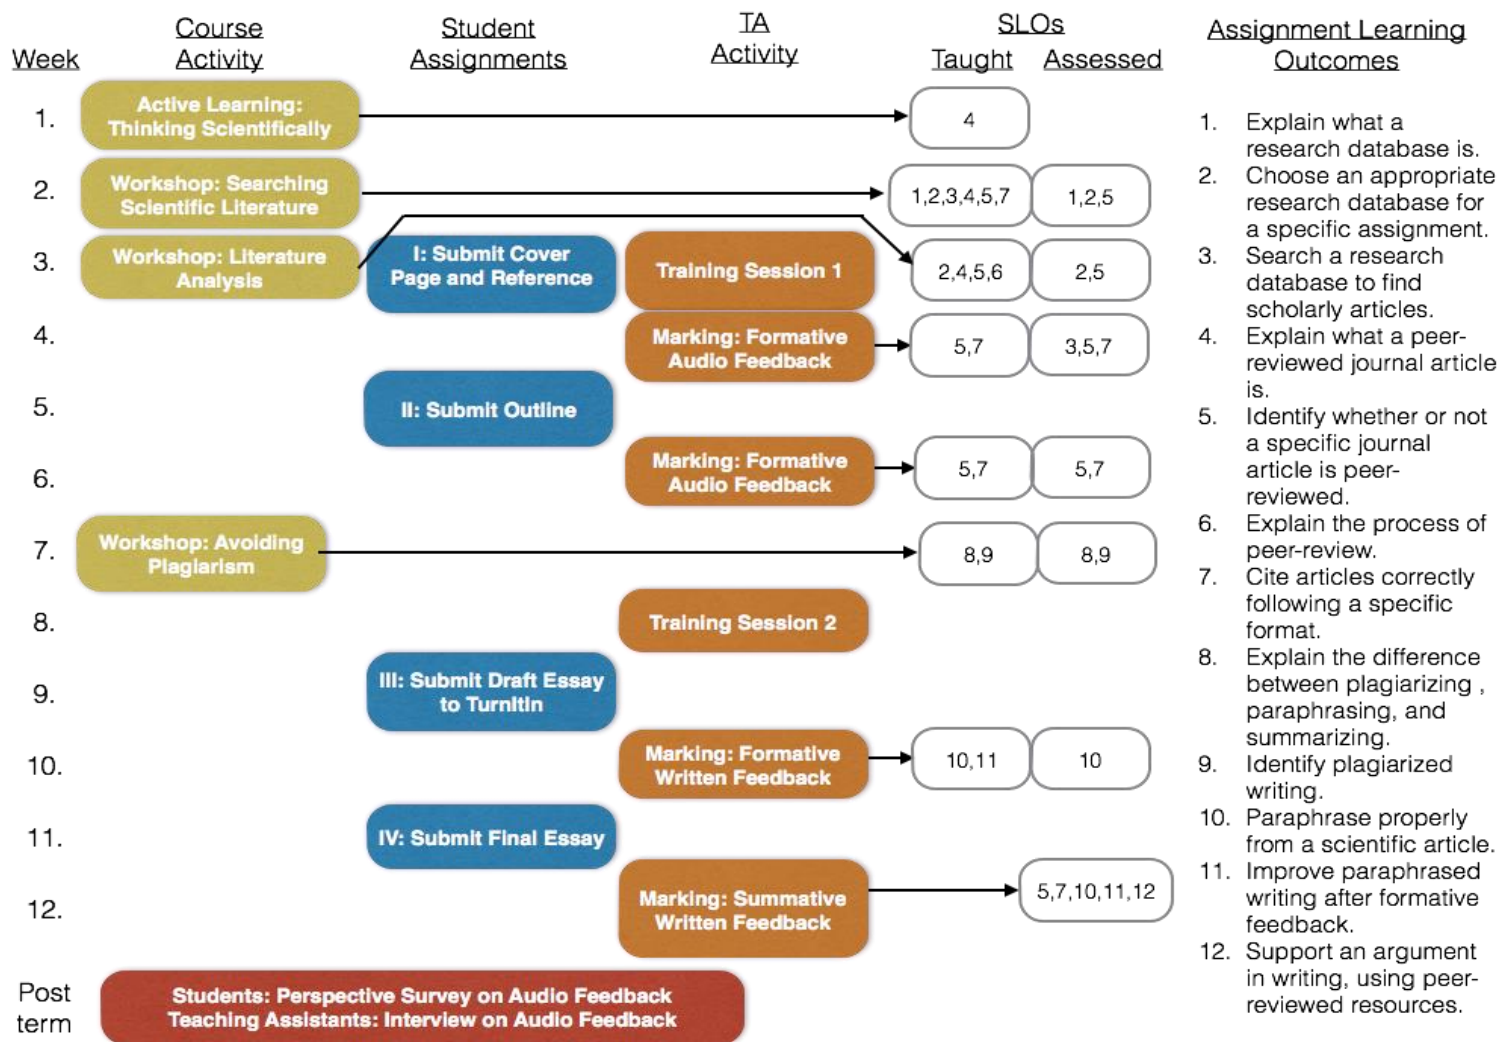 Week
Course
Activity
Student
Assignments
TA
Activity
SLOs
Taught
Assessed
Assignment Learning
Outcomes
1.
Active Learning:
Thinking Scientifically
4
2.
Workshop: Searching
Scientific Literature
1,2,3,4,5,7
1,2,5
3.
Workshop: Literature
Analysis
I: Submit Cover
Page and Reference
Training Session 1
2,4,5,6
2,5
4.
Marking: Formative
Audio Feedback
5,7
3,5,7
5.
II: Submit Outline
6.
Marking: Formative
Audio Feedback
5,7
5,7
7.
Workshop: Avoiding
Plagiarism
8,9
8,9
8.
Training Session 2
9.
III: Submit Draft Essay
to TurnItIn
10.
Marking: Formative
Written Feedback
10,11
10
11.
IV: Submit Final Essay
12.
Marking: Summative
Written Feedback
5,7,10,11,12
Post
term
Students: Perspective Survey on Audio Feedback
Teaching Assistants: Interview on Audio Feedback
1. Explain what a
research database is.
2. Choose an appropriate
research database for
a specific assignment.
3. Search a research
database to find
scholarly articles.
4. Explain what a peer-
reviewed journal article
is.
5. Identify whether or not
a specific journal
article is peer-
reviewed.
6. Explain the process of
peer-review.
7. Cite articles correctly
following a specific
format.
8. Explain the difference
between plagiarizing ,
paraphrasing, and
summarizing.
9. Identify plagiarized
writing.
10. Paraphrase properly
from a scientific article.
11. Improve paraphrased
writing after formative
feedback.
12. Support an argument
in writing, using peer-
reviewed resources.